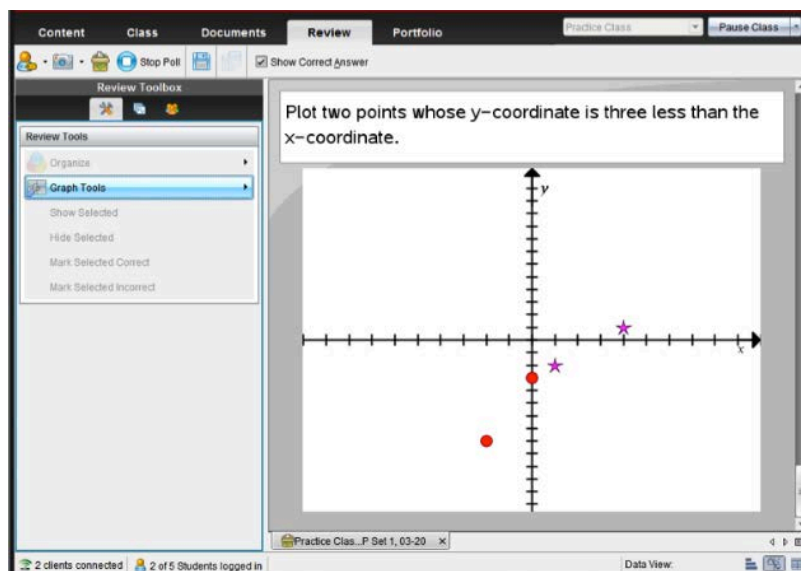 Content Class Documents Review Portfolio Practice Class Pause Class
Stop Poll Show Correct Answer
Review Toolbox
Review Tools
Organize
Graph Tools
Show Selected
Hide Selected
Mark Selected Correct
Mark Selected Incorrect
Plot two points whose y-coordinate is three less than the
x-coordinate.
y
x
Practice Clas...P Set 1, 03-20
2 clients connected 2 of 5 Students logged in Data View: